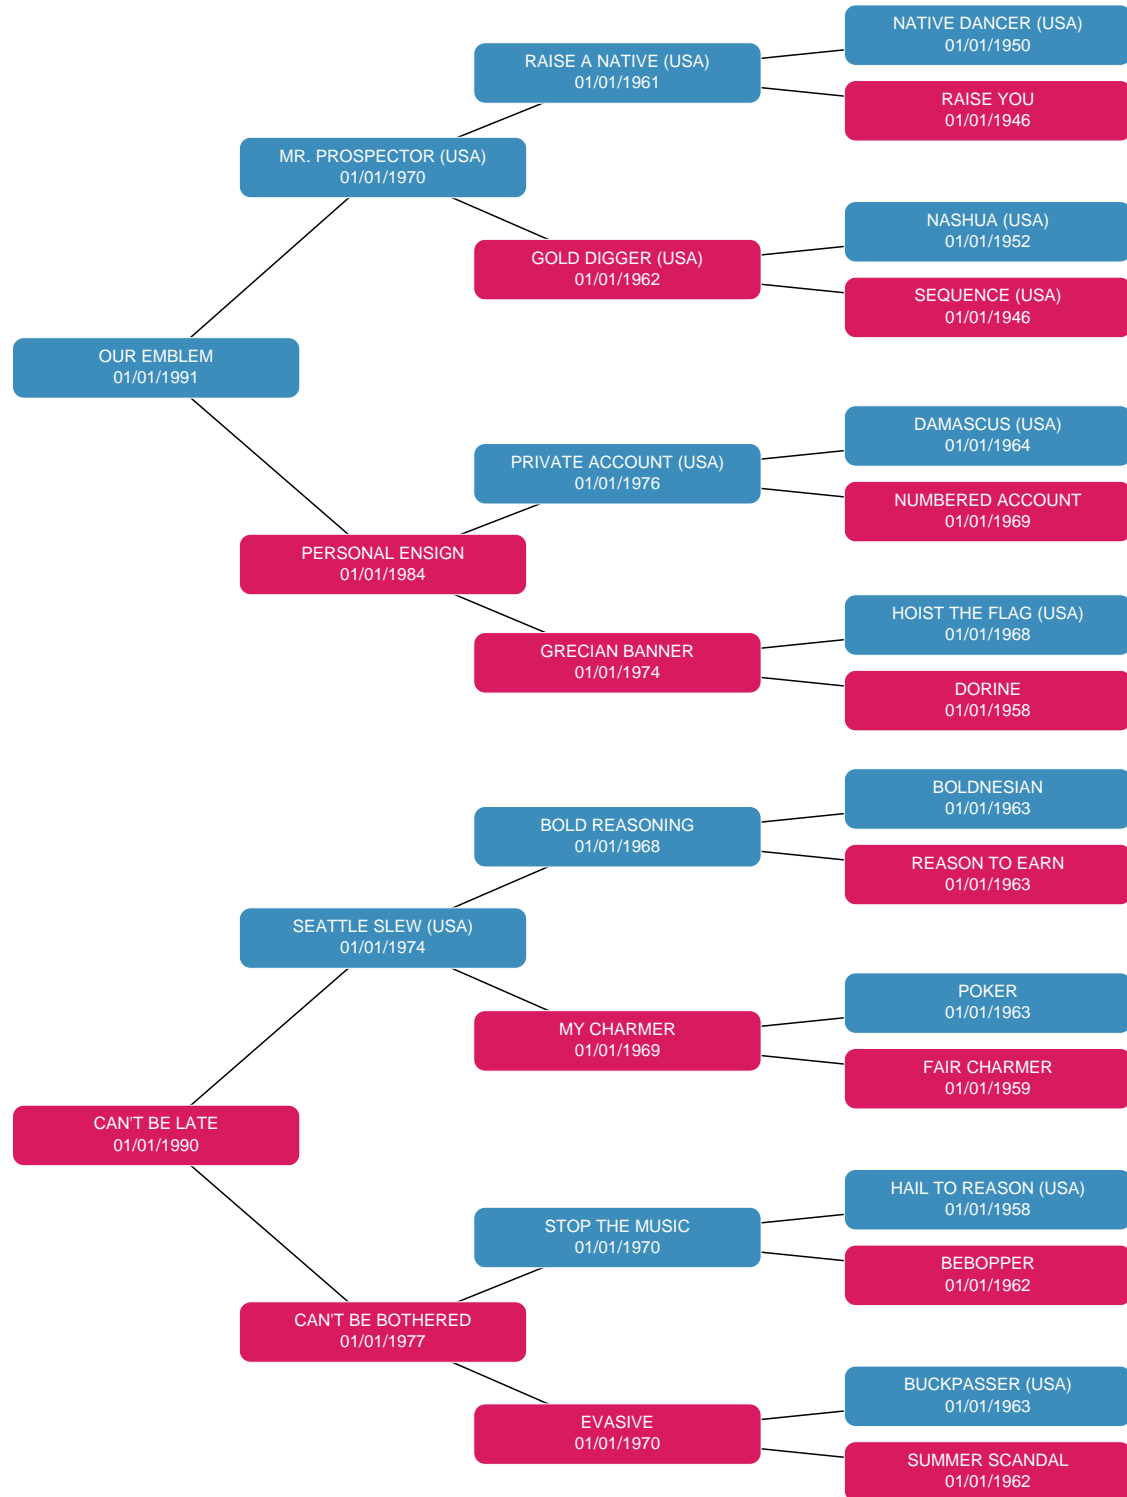 NATIVE DANCER (USA)
01/01/1950
RAISE A NATIVE (USA)
01/01/1961
RAISE YOU
01/01/1946
MR. PROSPECTOR (USA)
01/01/1970
NASHUA (USA)
01/01/1952
GOLD DIGGER (USA)
01/01/1962
SEQUENCE (USA)
01/01/1946
OUR EMBLEM
01/01/1991
DAMASCUS (USA)
01/01/1964
PRIVATE ACCOUNT (USA)
01/01/1976
NUMBERED ACCOUNT
01/01/1969
PERSONAL ENSIGN
01/01/1984
HOIST THE FLAG (USA)
01/01/1968
GRECIAN BANNER
01/01/1974
DORINE
01/01/1958
BOLDNESIAN
01/01/1963
BOLD REASONING
01/01/1968
REASON TO EARN
01/01/1963
SEATTLE SLEW (USA)
01/01/1974
POKER
01/01/1963
MY CHARMER
01/01/1969
FAIR CHARMER
01/01/1959
CAN'T BE LATE
01/01/1990
HAIL TO REASON (USA)
01/01/1958
STOP THE MUSIC
01/01/1970
BEBOPPER
01/01/1962
CAN'T BE BOTHERED
01/01/1977
BUCKPASSER (USA)
01/01/1963
EVASIVE
01/01/1970
SUMMER SCANDAL
01/01/1962